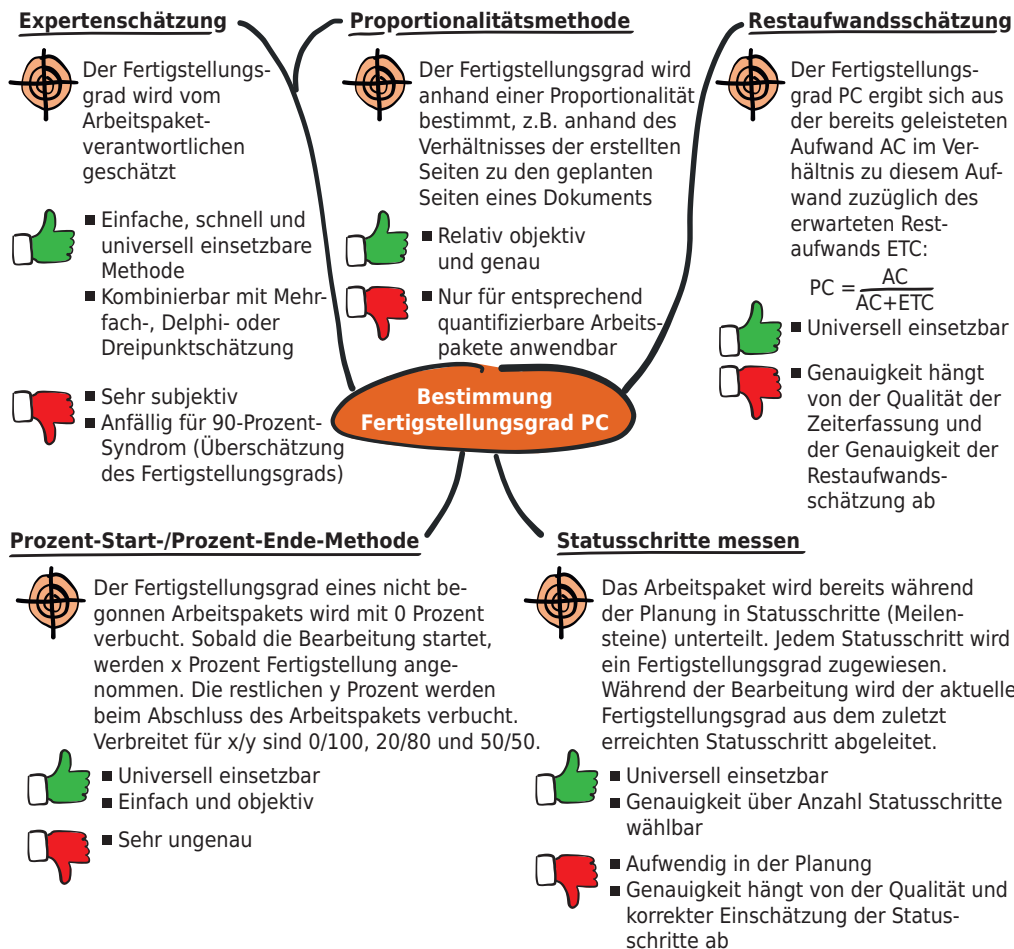 Expertenschätzung
Der Fertigstellungs-
grad wird vom
Arbeitspaket-
verantwortlichen
geschätzt
Einfache, schnell und
universell einsetzbare
Methode
Kombinierbar mit Mehr-
fach-, Delphi- oder
Dreipunktschätzung
Sehr subjektiv
Anfällig für 90-Prozent-
Syndrom (Überschätzung
des Fertigstellungsgrads)
Proportionalitätsmethode
Der Fertigstellungsgrad wird
anhand einer Proportionalität
bestimmt, z.B. anhand des
Verhältnisses der erstellten
Seiten zu den geplanten
Seiten eines Dokuments
Relativ objektiv
und genau
Nur für entsprechend
quantifizierbare Arbeits-
pakete anwendbar
Restaufwandsschätzung
Der Fertigstellungs-
grad PC ergibt sich aus
der bereits geleisteten
Aufwand AC im Ver-
hältnis zu diesem Auf-
wand zuzüglich des
erwarteten Rest-
aufwands ETC:
PC = AC
AC+ETC
Universell einsetzbar
Genauigkeit hängt
von der Qualität der
Zeiterfassung und
der Genauigkeit der
Restaufwands-
schätzung ab
Bestimmung
Fertigstellungsgrad PC
Prozent-Start-/Prozent-Ende-Methode
Der Fertigstellungsgrad eines nicht be-
gonnen Arbeitspakets wird mit 0 Prozent
verbucht. Sobald die Bearbeitung startet,
werden x Prozent Fertigstellung ange-
nommen. Die restlichen y Prozent werden
beim Abschluss des Arbeitspakets verbucht.
Verbreitet für x/y sind 0/100, 20/80 und 50/50.
Universell einsetzbar
Einfach und objektiv
Sehr ungenau
Statusschritte messen
Das Arbeitspaket wird bereits während
der Planung in Statusschritte (Meilen-
steine) unterteilt. Jedem Statusschritt wird
ein Fertigstellungsgrad zugewiesen.
Während der Bearbeitung wird der aktuelle
Fertigstellungsgrad aus dem zuletzt
erreichten Statusschritt abgeleitet.
Universell einsetzbar
Genauigkeit über Anzahl Statusschritte
wählbar
Aufwendig in der Planung
Genauigkeit hängt von der Qualität und
korrekter Einschätzung der Status-
schritte ab